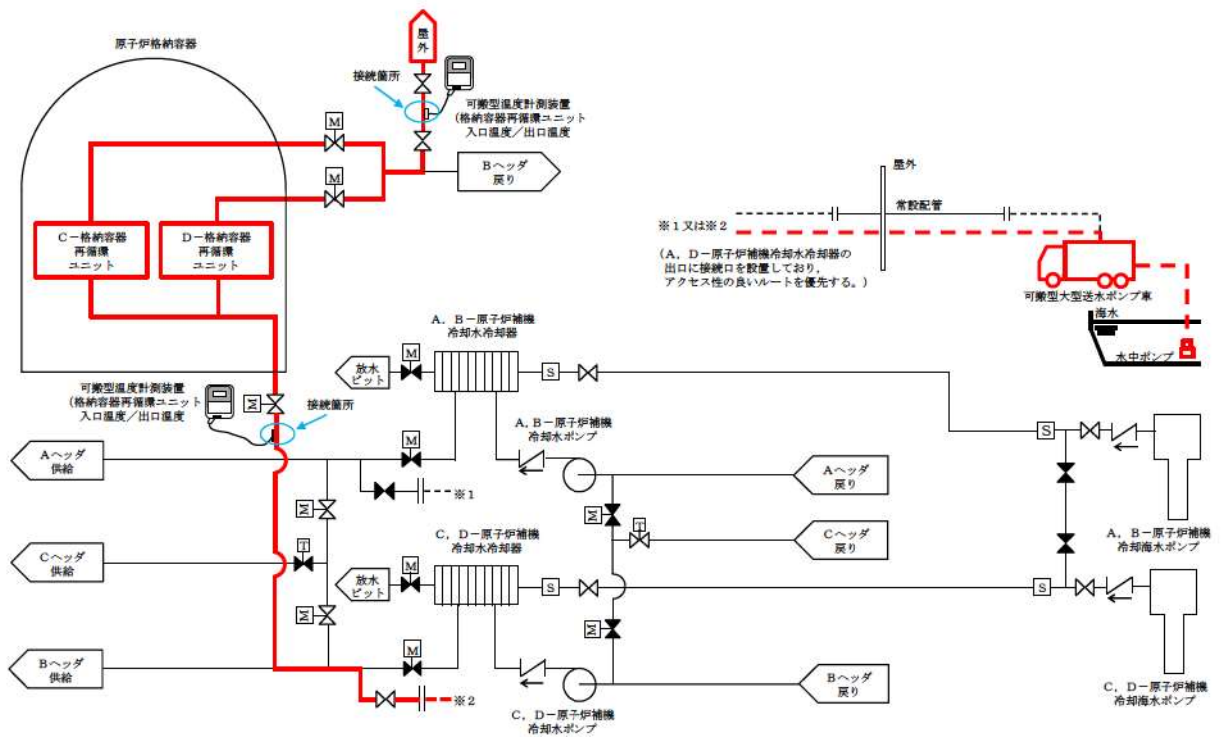 原子炉格納容器
屋
外
接続箇所
可搬型温度計測装置
(格納容器再循環ユニット
入口温度/出口温度
M
M
Bヘッダ
戻り
C-格納容器
再循環
ユニット
D-格納容器
再循環
ユニット
屋外
常設配管
※1又は※2
(A,D-原子炉補機冷却水冷却器の
出口に接続口を設置しており,
アクセス性の良いルートを優先する。)
可搬型大型送水ポンプ車
海水
水中ポンプ
A,B-原子炉補機
冷却水冷却器
放水
ピット
M
S
可搬型温度計測装置
(格納容器再循環ユニット
入口温度/出口温度
M
接続箇所
A,B-原子炉補機
冷却水ポンプ
S
Aヘッダ
供給
M
※1
Aヘッダ
戻り
M
M
T
Cヘッダ
戻り
A,B-原子炉補機
冷却海水ポンプ
Cヘッダ
供給
T
C,D-原子炉補機
冷却水冷却器
放水
ピット
M
S
S
M
M
Bヘッダ
供給
M
※2
Bヘッダ
戻り
C,D-原子炉補機
冷却水ポンプ
C,D-原子炉補機
冷却海水ポンプ